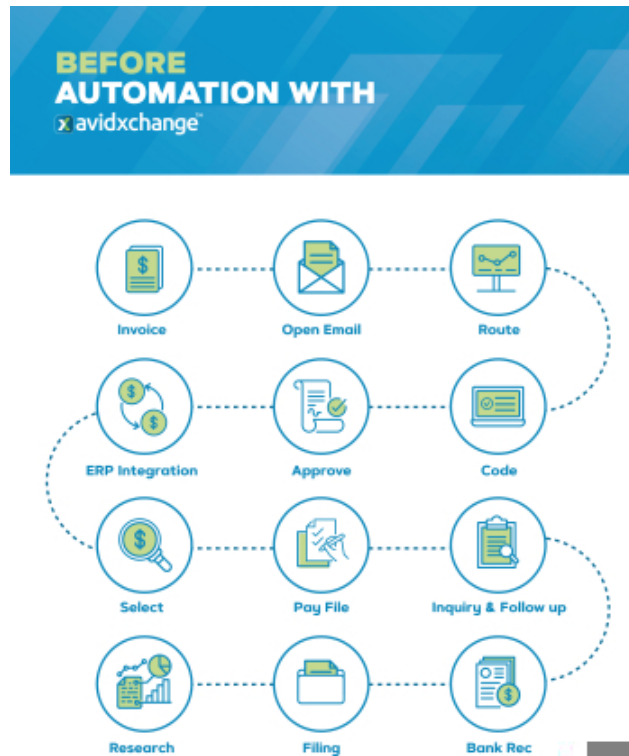 BEFORE
AUTOMATION WITH
avidxchange™
$
Invoice
Open Email
Route
$
$
ERP Integration
Approve
Code
$
Select
Pay File
Inquiry & Follow up
Research
Filing
$
Bank Rec